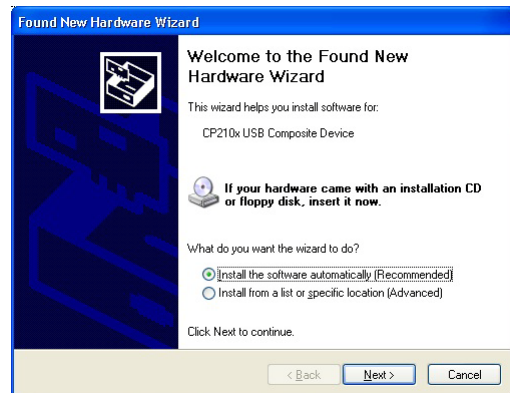 Found New Hardware Wizard
Welcome to the Found New
Hardware Wizard
This wizard helps you install software for:
CP210x USB Composite Device
If your hardware came with an installation CD
or floppy disk, insert it now.
What do you want the wizard to do?
Install the software automatically (Recommended)
Install from a list or specific location (Advanced)
Click Next to continue.
< Back
Next >
Cancel